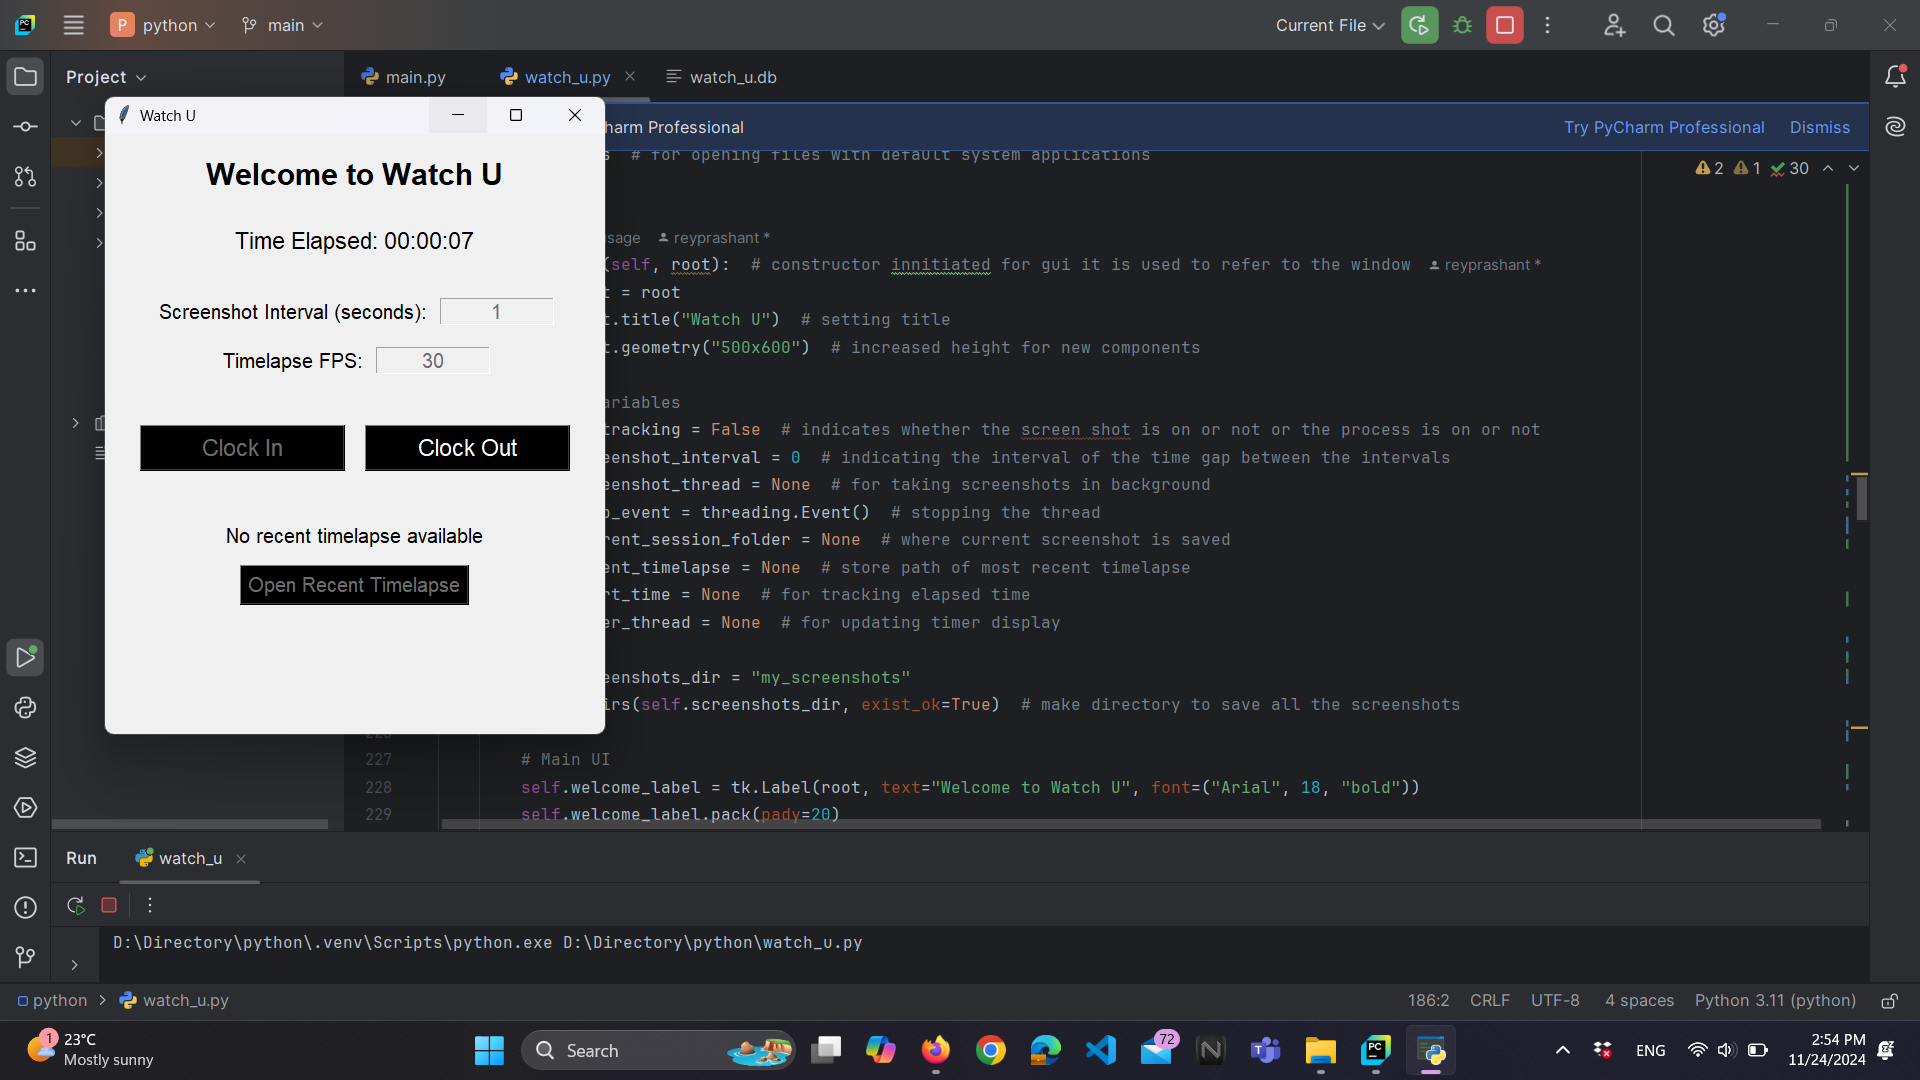 P python main Current File
Project main.py watch_u.py watch_u.db
Watch U
harm Professional Try PyCharm Professional Dismiss
Welcome to Watch U
Time Elapsed: 00:00:07
Screenshot Interval (seconds): 1
Timelapse FPS: 30
Clock In Clock Out
No recent timelapse available
Open Recent Timelapse
s # for opening files with default system applications
2 1 30
sage reyprashant *
(self, root): # constructor innitiated for gui it is used to refer to the window reyprashant *
t = root
t.title("Watch U") # setting title
t.geometry("500x600") # increased height for new components
ariables
tracking = False # indicates whether the screen shot is on or not or the process is on or not
eenshot_interval = 0 # indicating the interval of the time gap between the intervals
eenshot_thread = None # for taking screenshots in background
p_event = threading.Event() # stopping the thread
rent_session_folder = None # where current screenshot is saved
ent_timelapse = None # store path of most recent timelapse
rt_time = None # for tracking elapsed time
er_thread = None # for updating timer display
eenshots_dir = "my_screenshots"
irs(self.screenshots_dir, exist_ok=True) # make directory to save all the screenshots
226
227 # Main UI
228 self.welcome_label = tk.Label(root, text="Welcome to Watch U", font=("Arial", 18, "bold"))
229 self.welcome_label.pack(pady=20)
Run watch_u
D:\Directory\python\.venv\Scripts\python.exe D:\Directory\python\watch_u.py
python > watch_u.py 186:2 CRLF UTF-8 4 spaces Python 3.11 (python)
1 23°C
Mostly sunny
Search
72
ENG
2:54 PM
11/24/2024